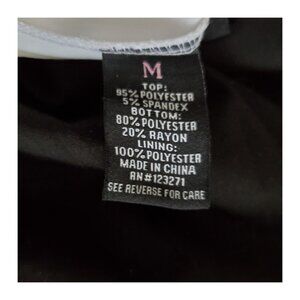 M
TOP:
95% POLYESTER
5% SPANDEX
BOTTOM:
80% POLYESTER
20% RAYON
LINING:
100% POLYESTER
MADE IN CHINA
RN#123271
SEE REVERSE FOR CARE